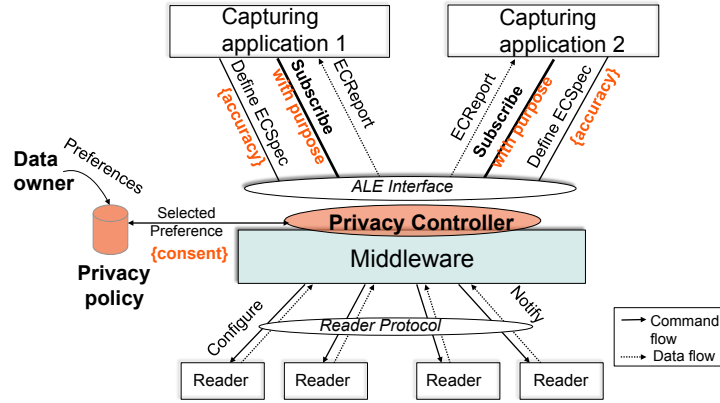 Capturing
application 1
Capturing
application 2
Define ECSpec
{accuracy}
Subscribe
with purpose
ECReport
ECReport
Subscribe
with purpose
Define ECSpec
{accuracy}
Data
owner
Preferences
ALE Interface
Selected
Preference
{consent}
Privacy Controller
Privacy
policy
Middleware
Configure
Reader Protocol
Notify
Reader
Reader
Reader
Reader
Command
flow
Data flow